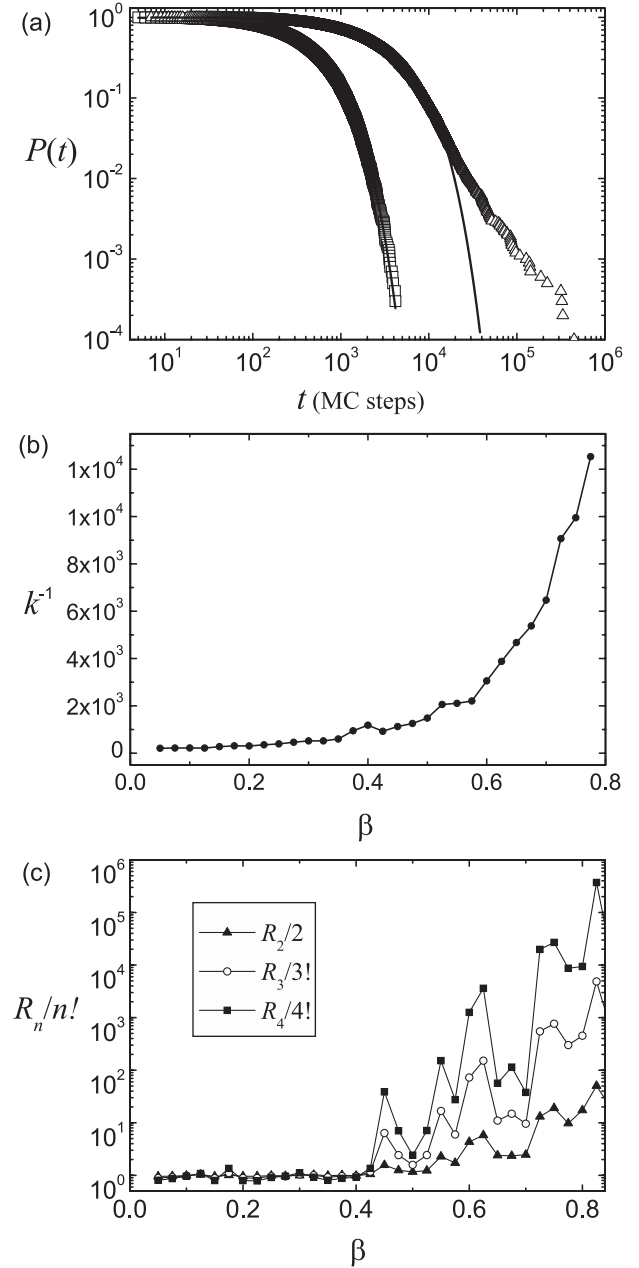 (a)
10^0
10^-1
P(t)
10^-2
10^-3
10^-4
10^1 10^2 10^3 10^4 10^5 10^6
t (MC steps)
(b)
1x10^4
1x10^4
8x10^3
k^-1
6x10^3
4x10^3
2x10^3
0
0.0 0.2 0.4 0.6 0.8
β
(c)
10^6
10^5
R_2/2
10^4
R_3/3!
R_n/n!
10^3
R_4/4!
10^2
10^1
10^0
0.0 0.2 0.4 0.6 0.8
β